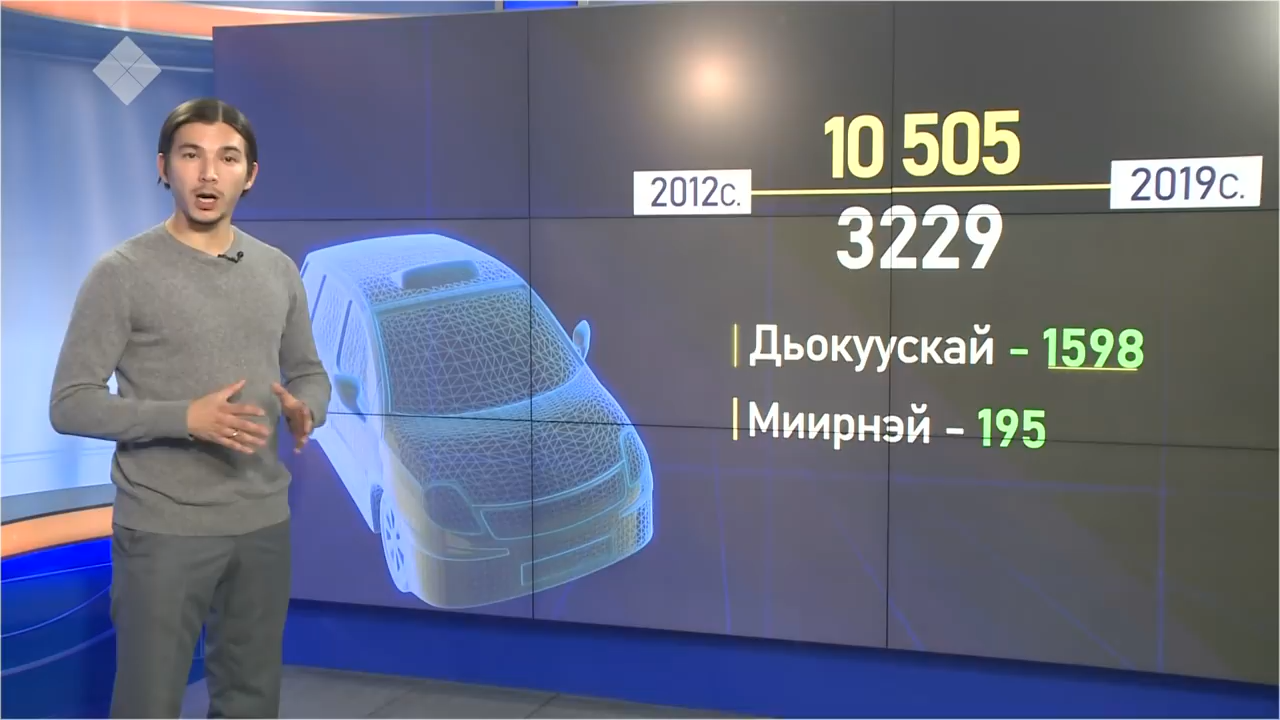 10 505
2012с.
2019с.
3229
Дьокуускай – 1598
Миирнэй – 195